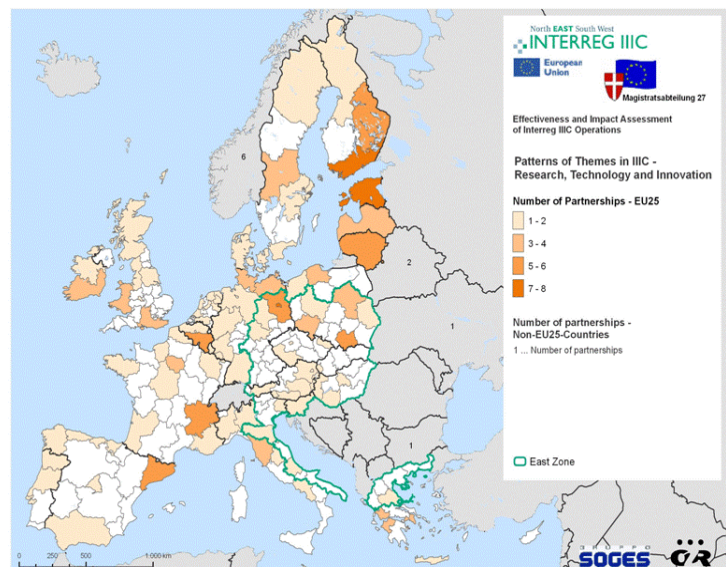 North EAST South West
INTERREG IIIC
European
Union
Magistratsabteilung 27
Effectiveness and Impact Assessment
of Interreg IIIC Operations
Patterns of Themes in IIIC -
Research, Technology and Innovation
Number of Partnerships - EU25
1 - 2
3 - 4
5 - 6
7 - 8
Number of partnerships -
Non-EU25-Countries
1 ... Number of partnerships
East Zone
6
2
1
1
0 250 500 1 000 km
GRUPPO
SOGES
ÖIR